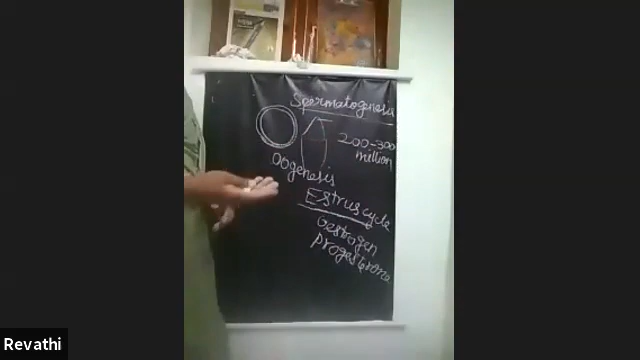 Spermatogenesis
200-300
million
oogenesis
Estrus cycle
Oestrogen
Progesterone
Revathi